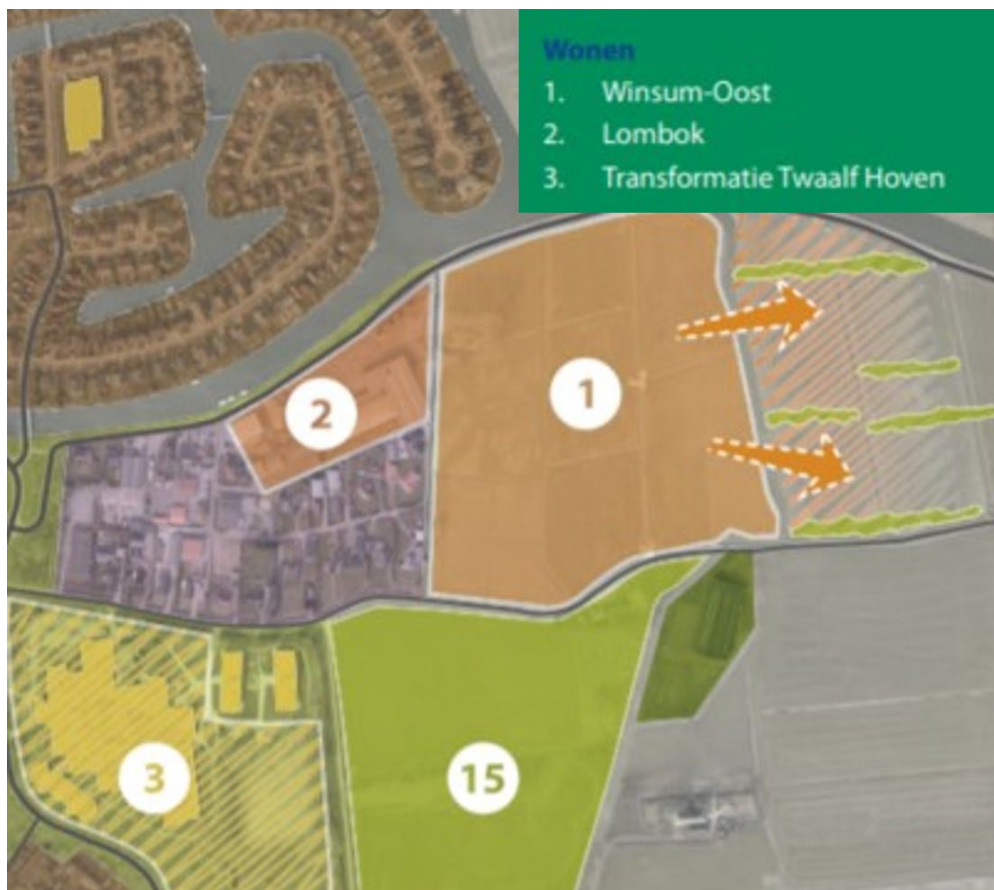 Wonen
1. Winsum-Oost
2. Lombok
3. Transformatie Twaalf Hoven
2
1
3
15